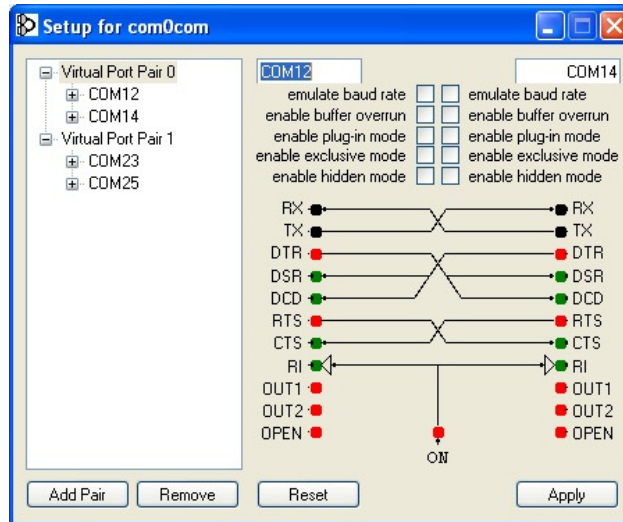 Setup for com0com
Virtual Port Pair 0
COM12
COM14
Virtual Port Pair 1
COM23
COM25
COM12 COM14
emulate baud rate emulate baud rate
enable buffer overrun enable buffer overrun
enable plug-in mode enable plug-in mode
enable exclusive mode enable exclusive mode
enable hidden mode enable hidden mode
RX RX
TX TX
DTR DTR
DSR DSR
DCD DCD
RTS RTS
CTS CTS
RI RI
OUT1 OUT1
OUT2 OUT2
OPEN OPEN
ON
Add Pair Remove Reset Apply